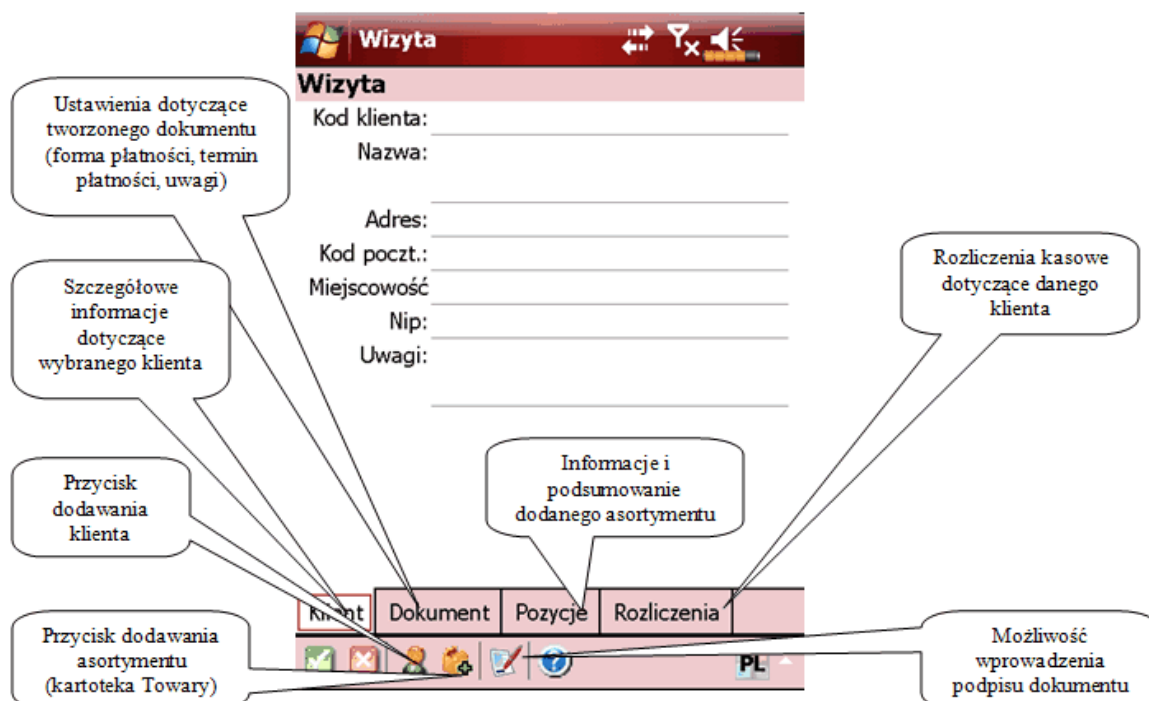 Wizyta
Wizyta
Kod klienta:
Nazwa:
Adres:
Kod poczt.:
Miejscowość
Nip:
Uwagi:
Ustawienia dotyczące
tworzonego dokumentu
(forma płatności, termin
płatności, uwagi)
Szczegółowe
informacje
dotyczące
wybranego klienta
Rozliczenia kasowe
dotyczące danego
klienta
Przycisk
dodawania
klienta
Informacje i
podsumowanie
dodanego asortymentu
Klient
Dokument
Pozycje
Rozliczenia
Przycisk dodawania
asortymentu
(kartoteka Towary)
PL
Możliwość
wprowadzenia
podpisu dokumentu